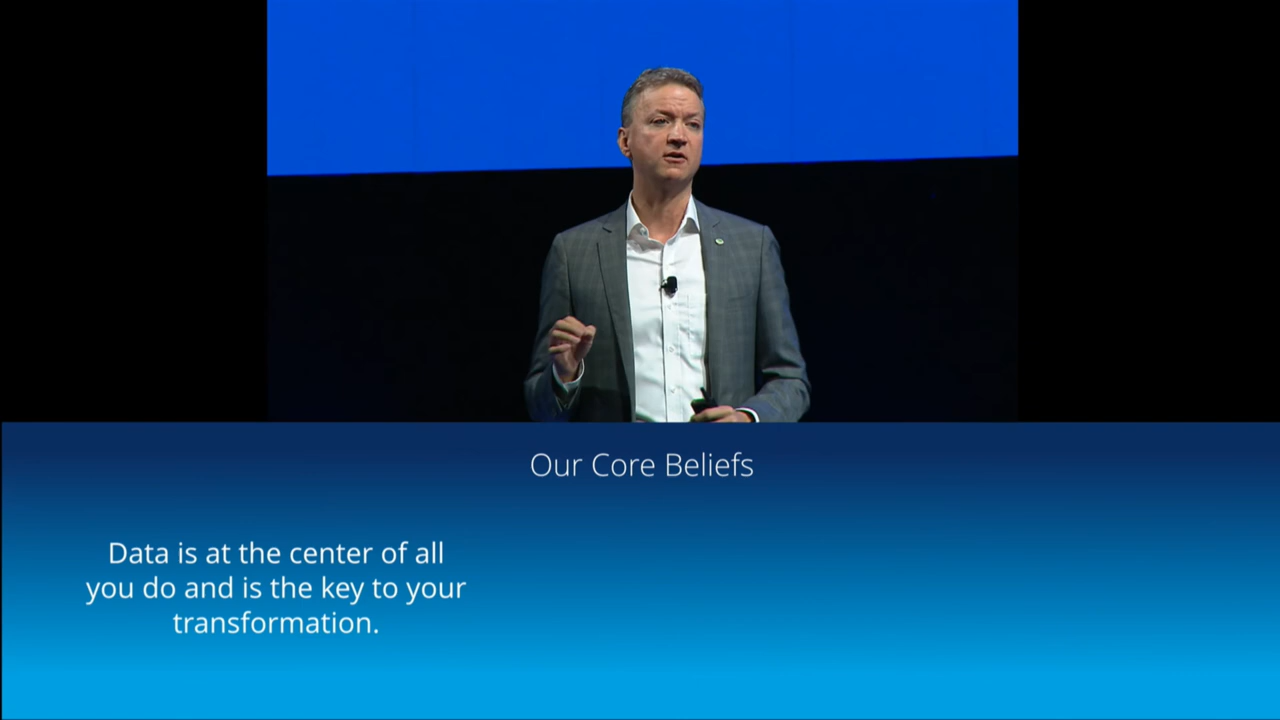 Our Core Beliefs
Data is at the center of all
you do and is the key to your
transformation.